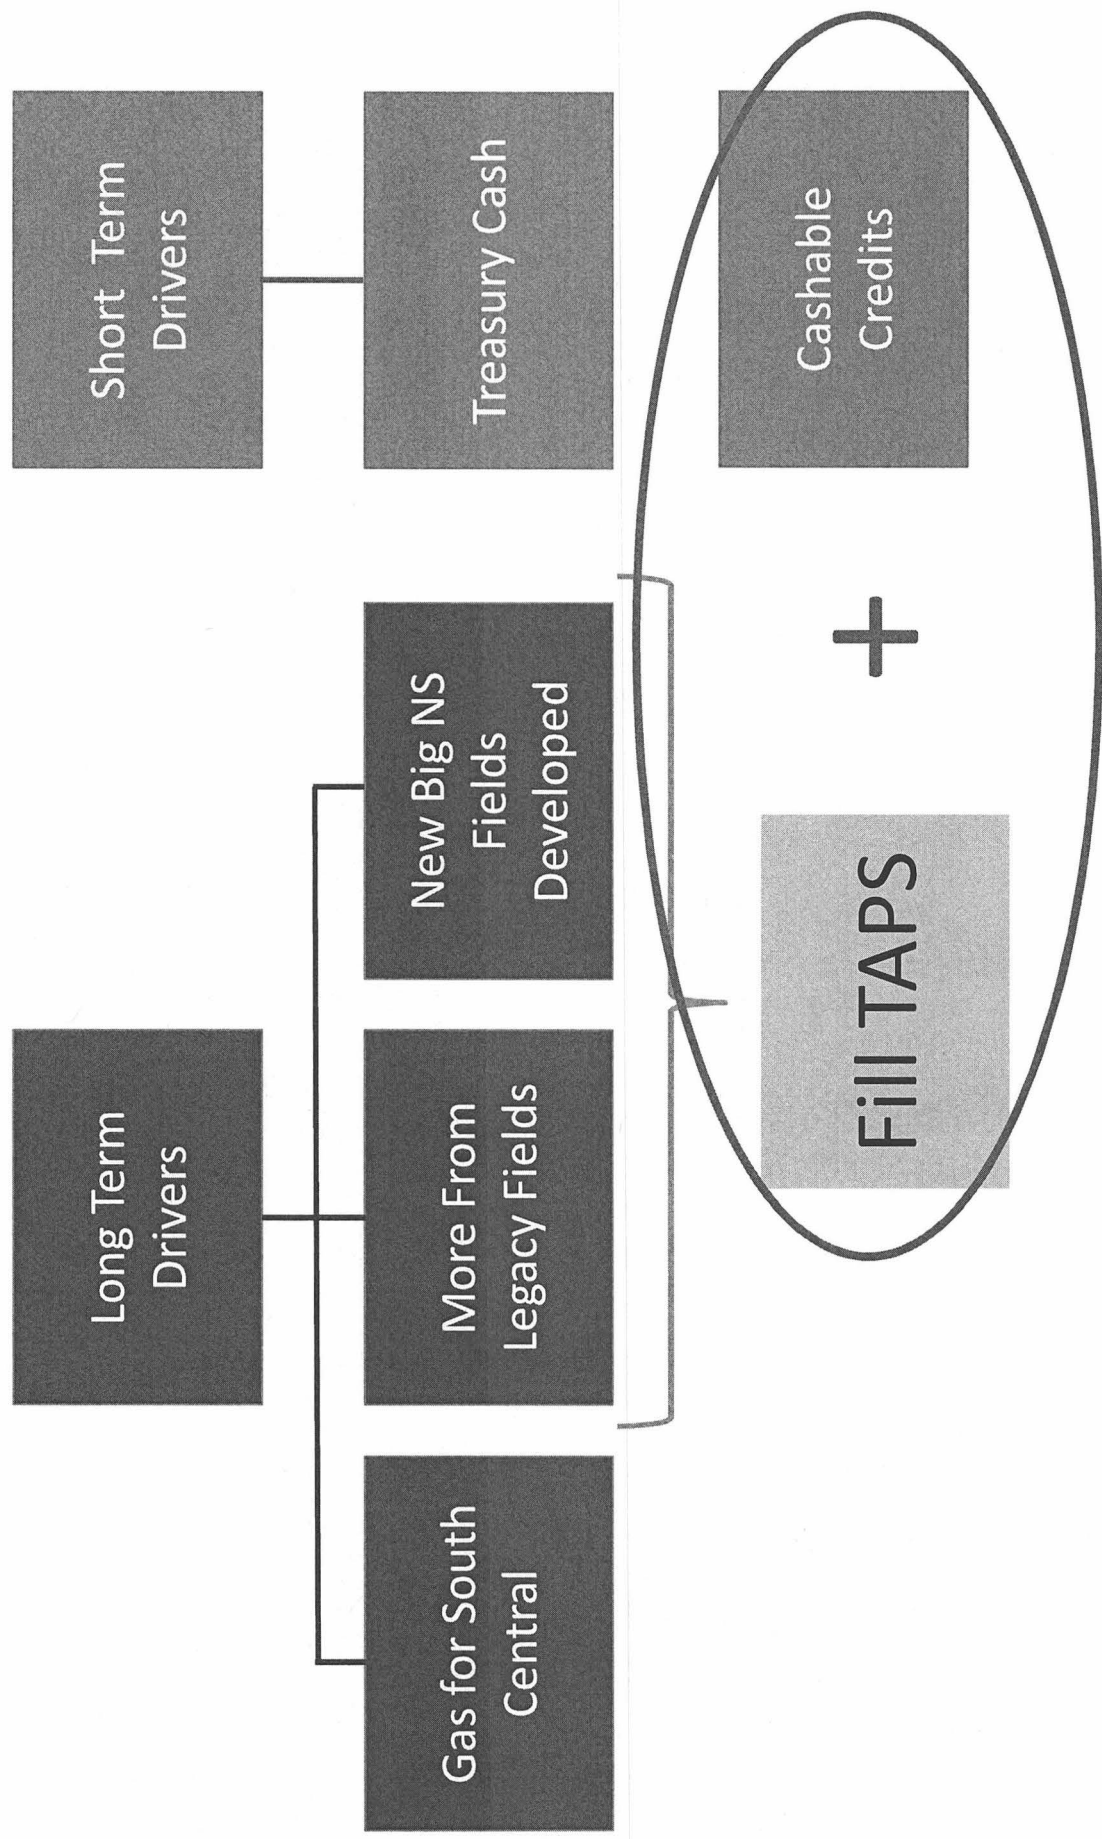 Long Term
Drivers
Short Term
Drivers
Gas for South
Central
More From
Legacy Fields
New Big NS
Fields
Developed
Treasury Cash
Fill TAPS
+
Cashable
Credits